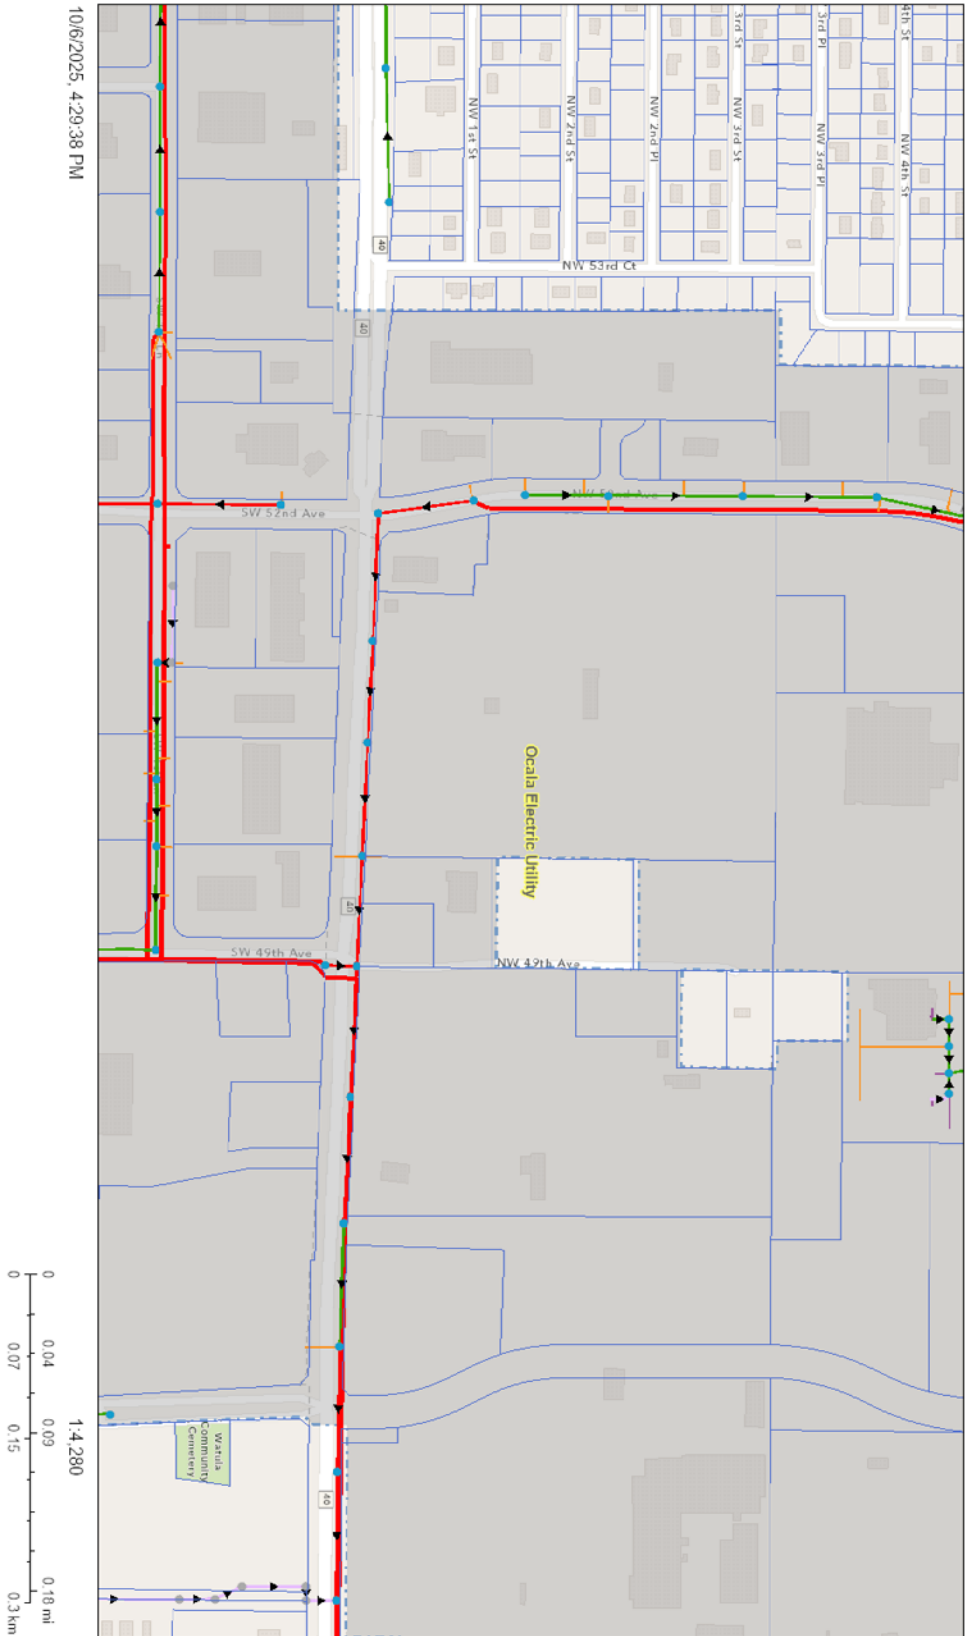 4th St
3rd Pl
3rd St
NW 4th St
NW 3rd Pl
NW 3rd St
NW 2nd Pl
NW 2nd St
NW 1st St
NW 53rd Ct
40
40
SW 52nd Ave
Ocala Electric Utility
40
SW 49th Ave
NW 49th Ave
Watula
Community
Cemetery
40
10/6/2025, 4:29:38 PM
1:4,280
0 0.04 0.09 0.18 mi
0 0.07 0.15 0.3 km